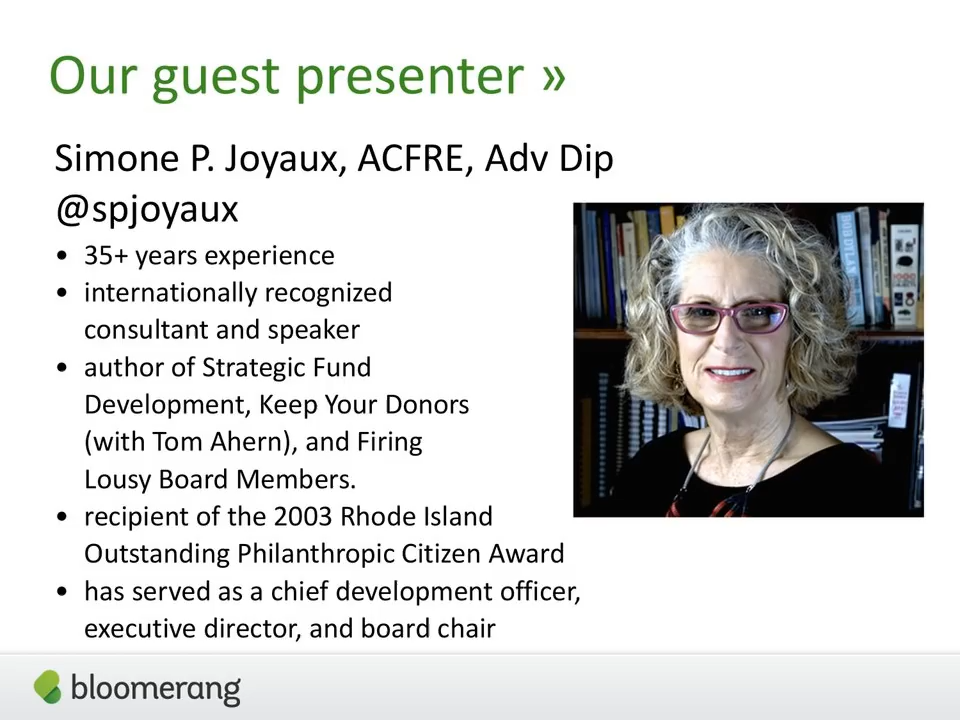 Our guest presenter »
Simone P. Joyaux, ACFRE, Adv Dip
@spjoyaux
• 35+ years experience
• internationally recognized
consultant and speaker
• author of Strategic Fund
Development, Keep Your Donors
(with Tom Ahern), and Firing
Lousy Board Members.
• recipient of the 2003 Rhode Island
Outstanding Philanthropic Citizen Award
• has served as a chief development officer,
executive director, and board chair
bloomerang